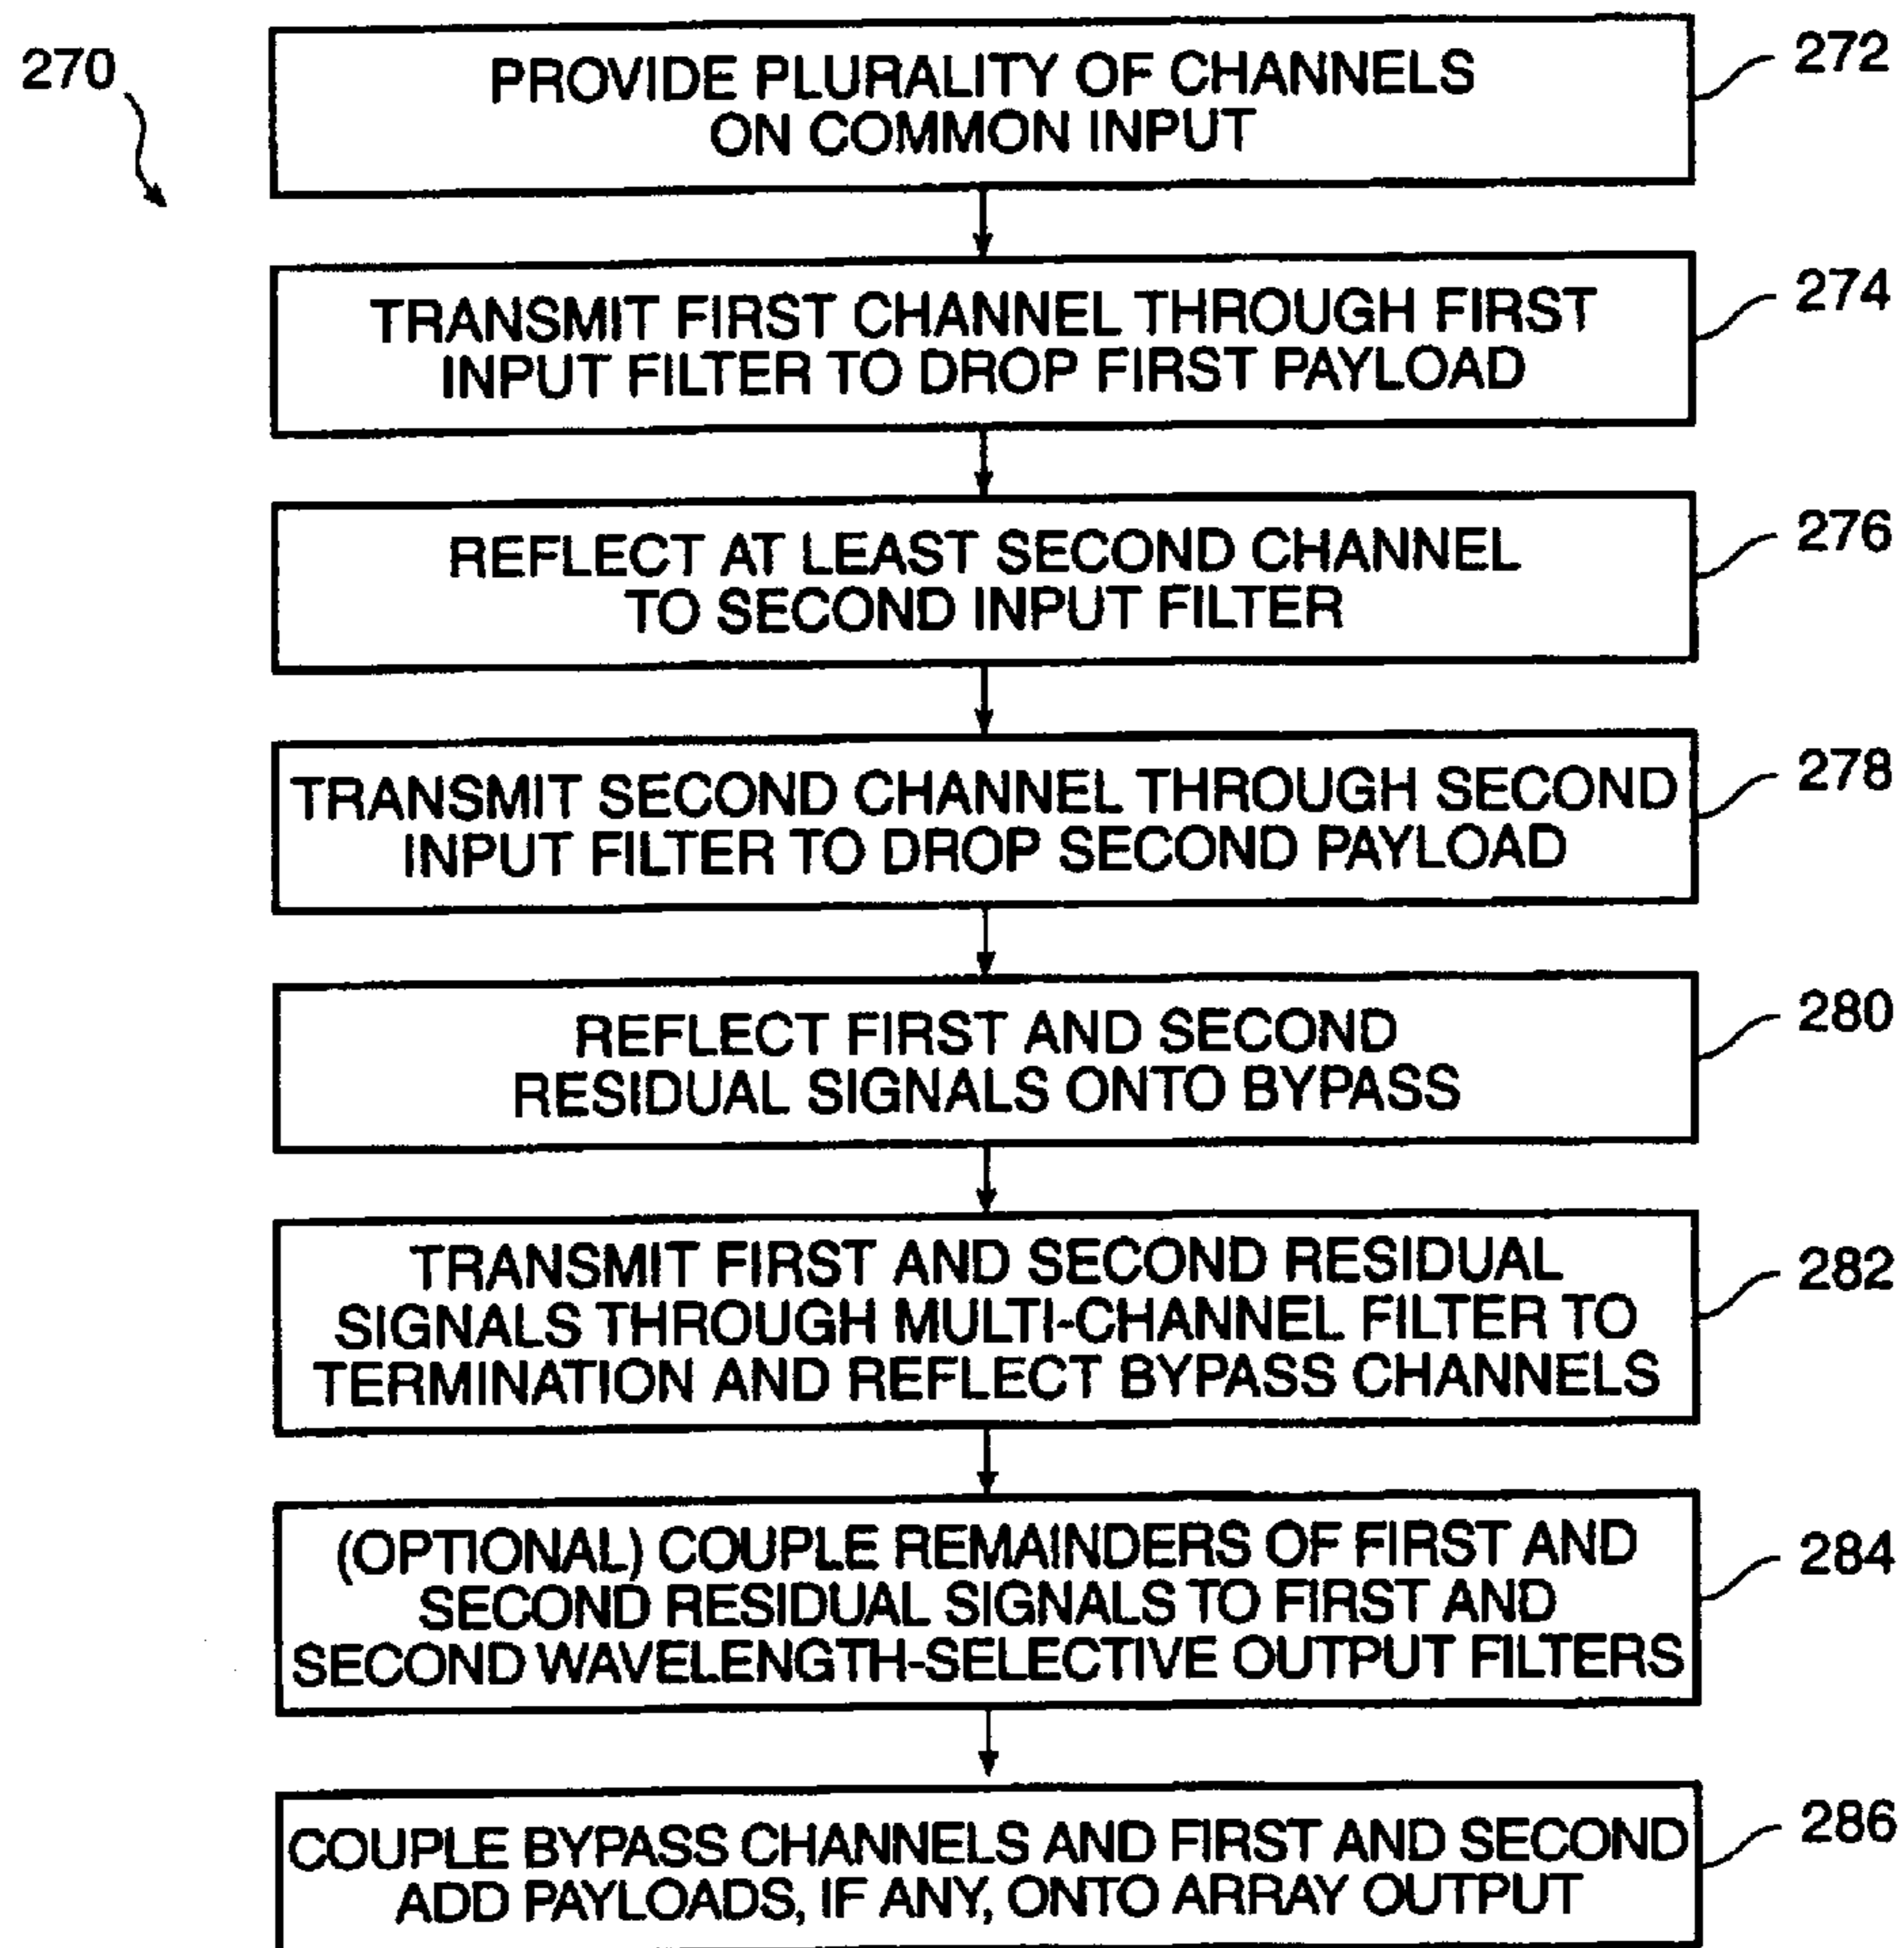 270
PROVIDE PLURALITY OF CHANNELS
ON COMMON INPUT
272
TRANSMIT FIRST CHANNEL THROUGH FIRST
INPUT FILTER TO DROP FIRST PAYLOAD
274
REFLECT AT LEAST SECOND CHANNEL
TO SECOND INPUT FILTER
276
TRANSMIT SECOND CHANNEL THROUGH SECOND
INPUT FILTER TO DROP SECOND PAYLOAD
278
REFLECT FIRST AND SECOND
RESIDUAL SIGNALS ONTO BYPASS
280
TRANSMIT FIRST AND SECOND RESIDUAL
SIGNALS THROUGH MULTI-CHANNEL FILTER TO
TERMINATION AND REFLECT BYPASS CHANNELS
282
(OPTIONAL) COUPLE REMAINDERS OF FIRST AND
SECOND RESIDUAL SIGNALS TO FIRST AND
SECOND WAVELENGTH-SELECTIVE OUTPUT FILTERS
284
COUPLE BYPASS CHANNELS AND FIRST AND SECOND
ADD PAYLOADS, IF ANY, ONTO ARRAY OUTPUT
286